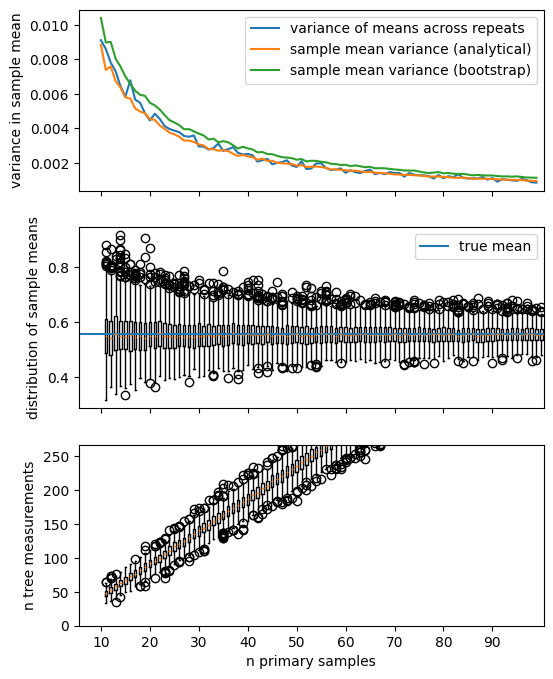 variance in sample mean
0.010
0.008
0.006
0.004
0.002
variance of means across repeats
sample mean variance (analytical)
sample mean variance (bootstrap)
distribution of sample means
0.8
0.6
0.4
true mean
n tree measurements
250
200
150
100
50
0
10 20 30 40 50 60 70 80 90
n primary samples